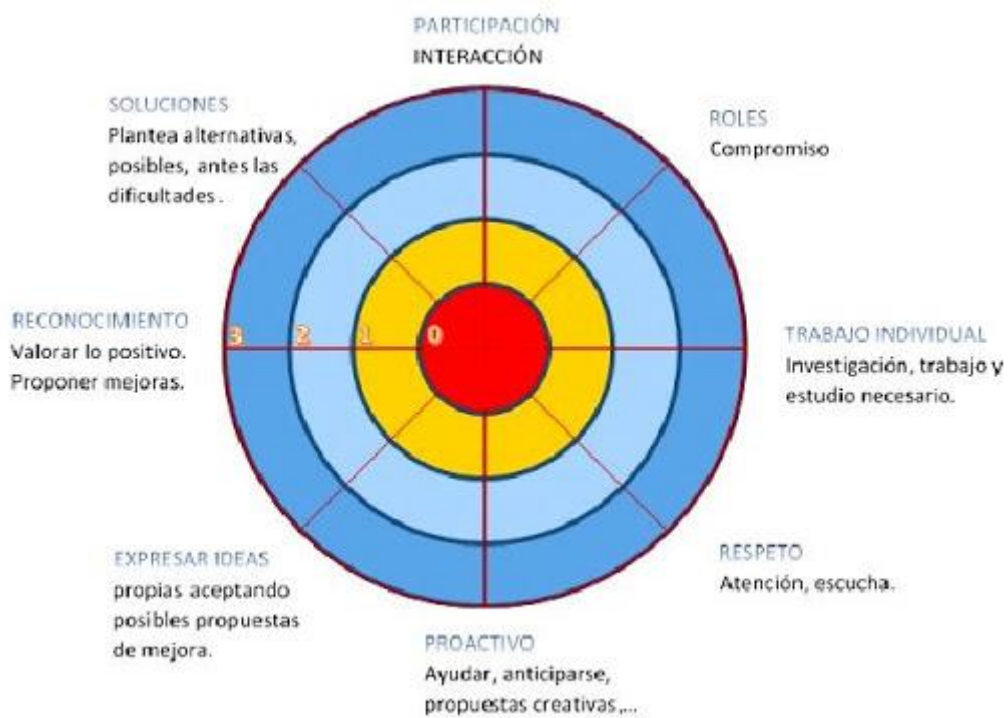 PARTICIPACIÓN
INTERACCIÓN
SOLUCIONES
Plantea alternativas,
posibles, antes las
dificultades.
ROLES
Compromiso
RECONOCIMIENTO
Valorar lo positivo.
Proponer mejoras.
3 2 1 0
TRABAJO INDIVIDUAL
Investigación, trabajo y
estudio necesario.
EXPRESAR IDEAS
propias aceptando
posibles propuestas
de mejora.
RESPETO
Atención, escucha.
PROACTIVO
Ayudar, anticiparse,
propuestas creativas,...